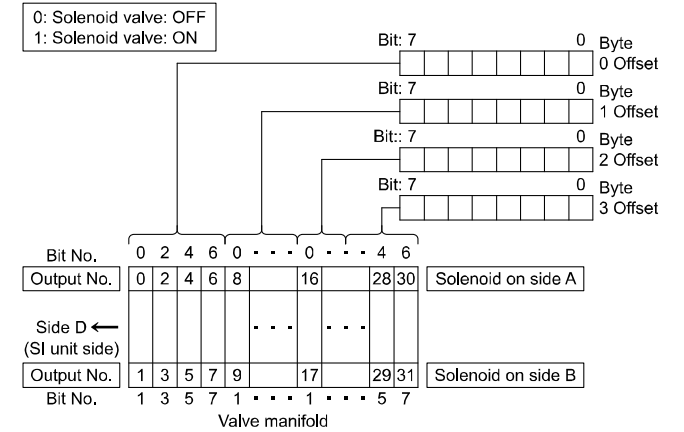 0: Solenoid valve: OFF
1: Solenoid valve: ON
Bit: 7 0 Byte
0 Offset
Bit: 7 0 Byte
1 Offset
Bit:: 7 0 Byte
2 Offset
Bit: 7 0 Byte
3 Offset
Bit No. 0 2 4 6 0 · · · 0 · · · 4 6
Output No. 0 2 4 6 8 16 28 30 Solenoid on side A
Side D ← · · · · · ·
(SI unit side)
Output No. 1 3 5 7 9 17 29 31 Solenoid on side B
Bit No. 1 3 5 7 1 · · · 1 · · · 5 7
Valve manifold